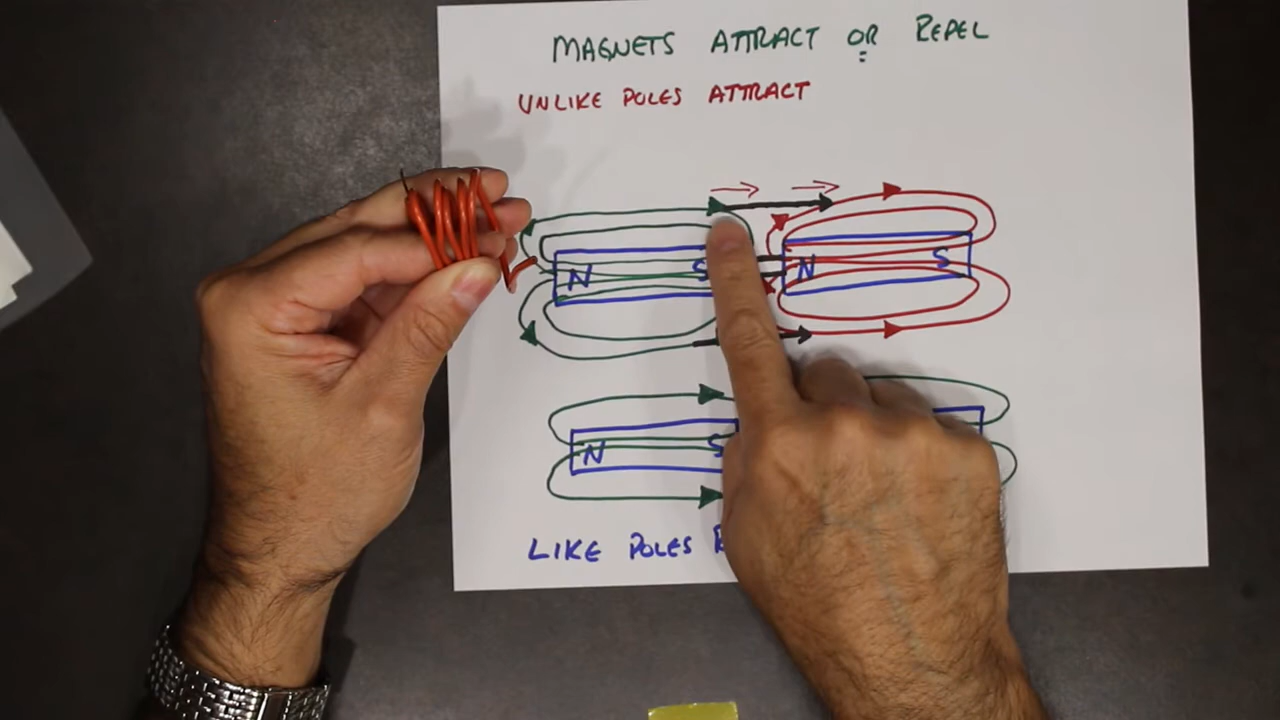 MAGNETS ATTRACT OR REPEL
UNLIKE POLES ATTRACT
N S N S
N S
LIKE POLES